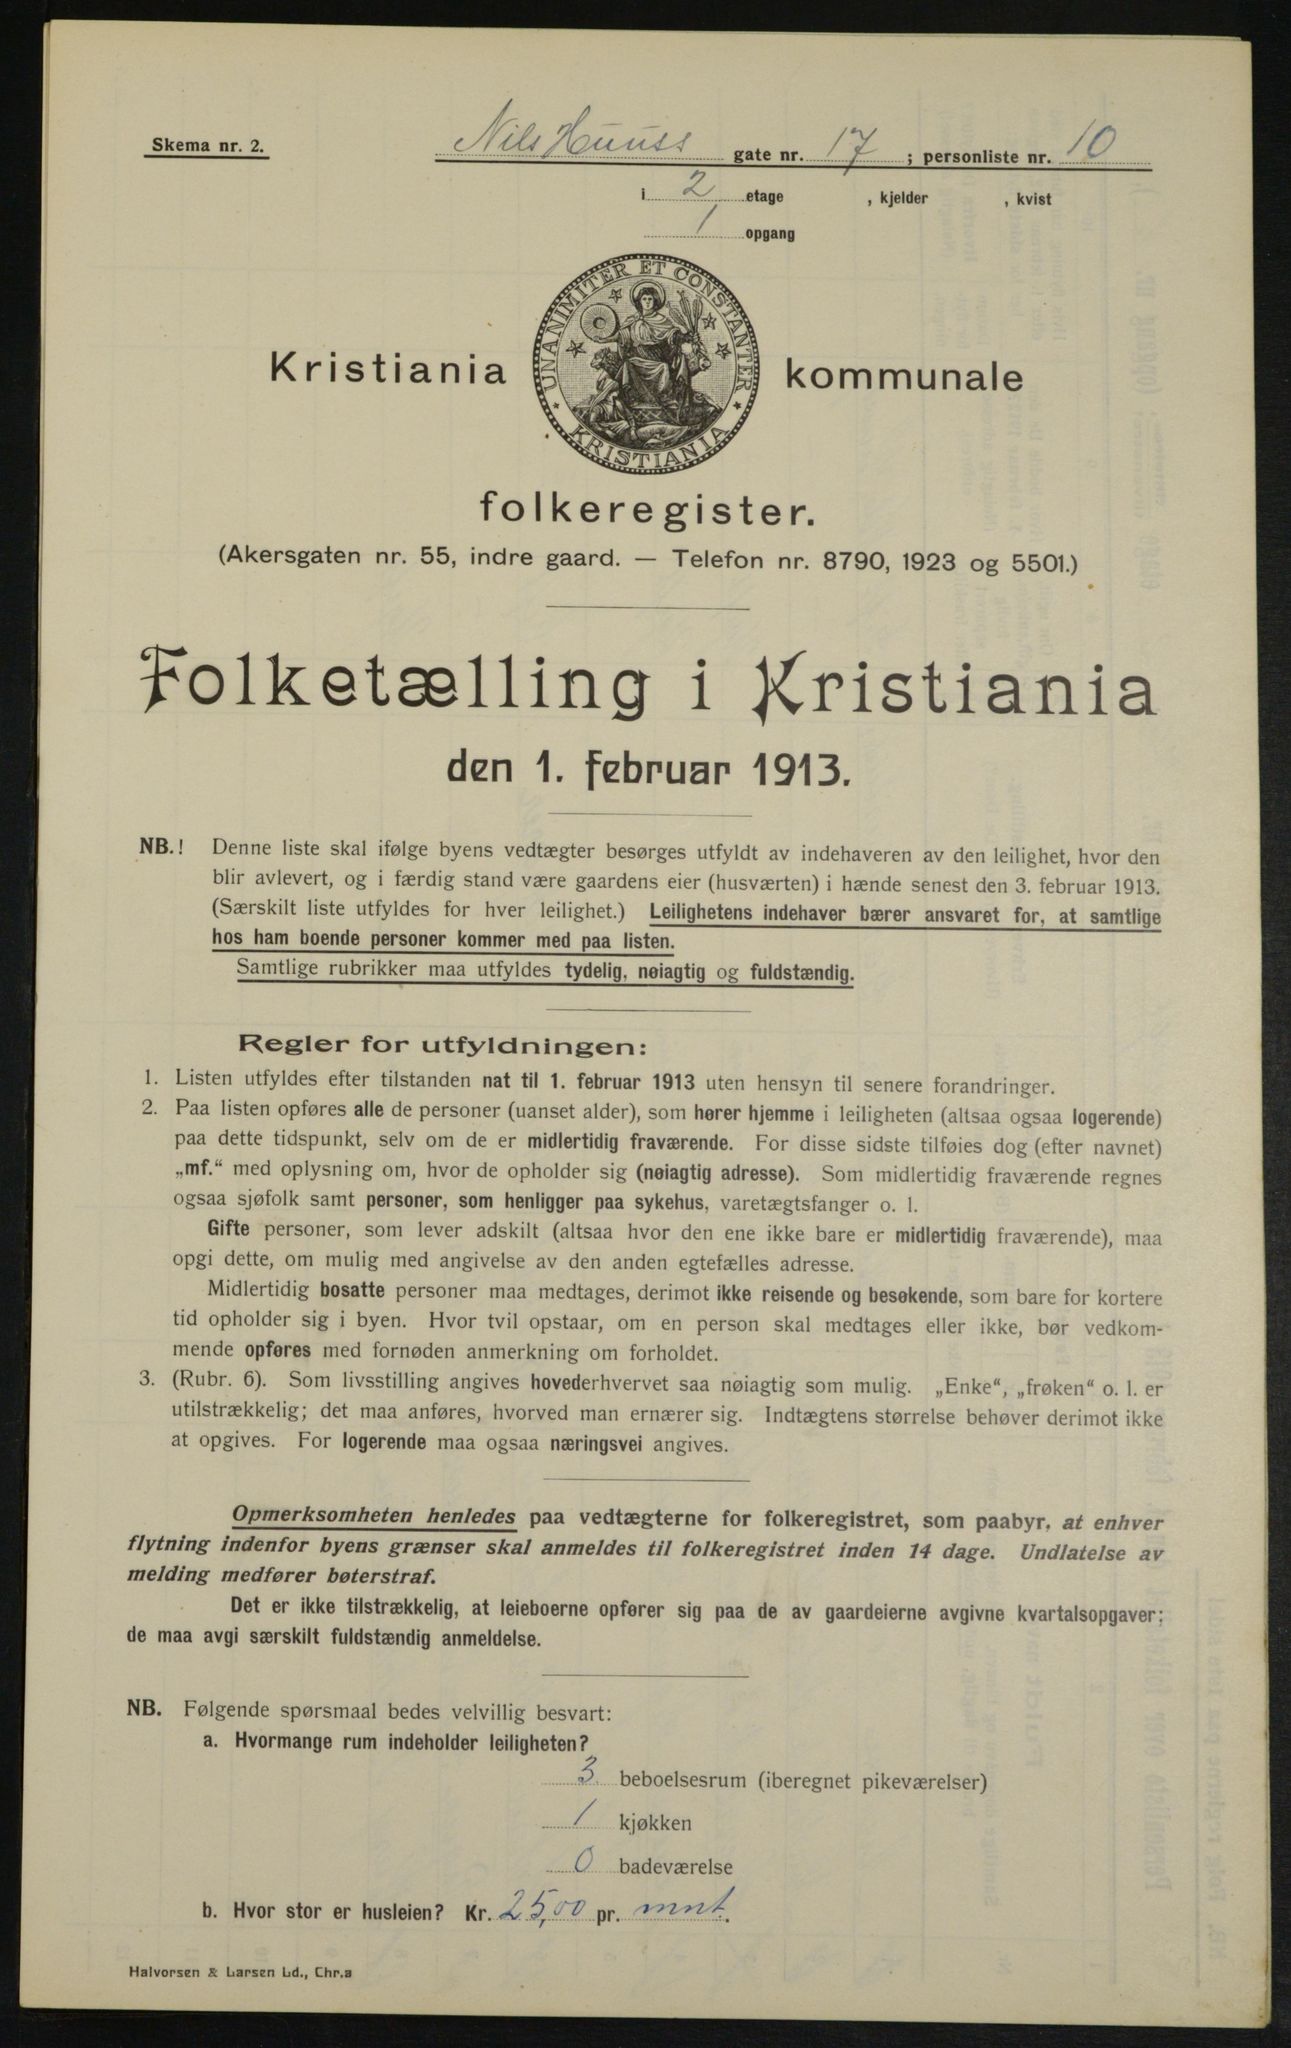 Skema nr. 2.
Nils Huuss gate nr. 17 ; personliste nr. 10
i 2 etage , kjelder , kvist
1 opgang
UNANIMITER ET CONSTANTER
KRISTIANIA
Kristiania kommunale
folkeregister.
(Akersgaten nr. 55, indre gaard. — Telefon nr. 8790, 1923 og 5501.)
Folketælling i Kristiania
den 1. februar 1913.
NB.! Denne liste skal ifølge byens vedtægter besørges utfyldt av indehaveren av den leilighet, hvor den
blir avlevert, og i færdig stand være gaardens eier (husværten) i hænde senest den 3. februar 1913.
(Særskilt liste utfyldes for hver leilighet.) Leilighetens indehaver bærer ansvaret for, at samtlige
hos ham boende personer kommer med paa listen.
Samtlige rubrikker maa utfyldes tydelig, nøiagtig og fuldstændig.
Regler for utfyldningen:
1. Listen utfyldes efter tilstanden nat til 1. februar 1913 uten hensyn til senere forandringer.
2. Paa listen opføres alle de personer (uanset alder), som hører hjemme i leiligheten (altsaa ogsaa logerende)
paa dette tidspunkt, selv om de er midlertidig fraværende. For disse sidste tilføies dog (efter navnet)
„mf.“ med oplysning om, hvor de opholder sig (nøiagtig adresse). Som midlertidig fraværende regnes
ogsaa sjøfolk samt personer, som henligger paa sykehus, varetægtsfanger o. l.
Gifte personer, som lever adskilt (altsaa hvor den ene ikke bare er midlertidig fraværende), maa
opgi dette, om mulig med angivelse av den anden egtefælles adresse.
Midlertidig bosatte personer maa medtages, derimot ikke reisende og besøkende, som bare for kortere
tid opholder sig i byen. Hvor tvil opstaar, om en person skal medtages eller ikke, bør vedkom-
mende opføres med fornøden anmerkning om forholdet.
3. (Rubr. 6). Som livsstilling angives hovederhvervet saa nøiagtig som mulig. „Enke“, „frøken“ o. l. er
utilstrækkelig; det maa anføres, hvorved man ernærer sig. Indtægtens størrelse behøver derimot ikke
at opgives. For logerende maa ogsaa næringsvei angives.
Opmerksomheten henledes paa vedtægterne for folkeregistret, som paabyr, at enhver
flytning indenfor byens grænser skal anmeldes til folkeregistret inden 14 dage. Undlatelse av
melding medfører bøterstraf.
Det er ikke tilstrækkelig, at leieboerne opfører sig paa de av gaardeierne avgivne kvartalsopgaver;
de maa avgi særskilt fuldstændig anmeldelse.
NB. Følgende spørsmaal bedes velvillig besvart:
a. Hvormange rum indeholder leiligheten?
3 beboelsesrum (iberegnet pikeværelser)
1 kjøkken
0 badeværelse
b. Hvor stor er husleien? Kr. 25,00 pr. mnt.
Halvorsen & Larsen Ld., Chr.a